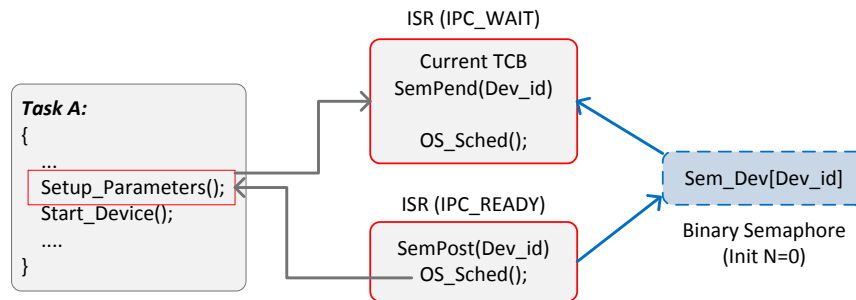 Task A:
{
...
Setup_Parameters();
Start_Device();
....
}
ISR (IPC_WAIT)
Current TCB
SemPend(Dev_id)
OS_Sched();
ISR (IPC_READY)
SemPost(Dev_id)
OS_Sched();
Sem_Dev[Dev_id]
Binary Semaphore
(Init N=0)